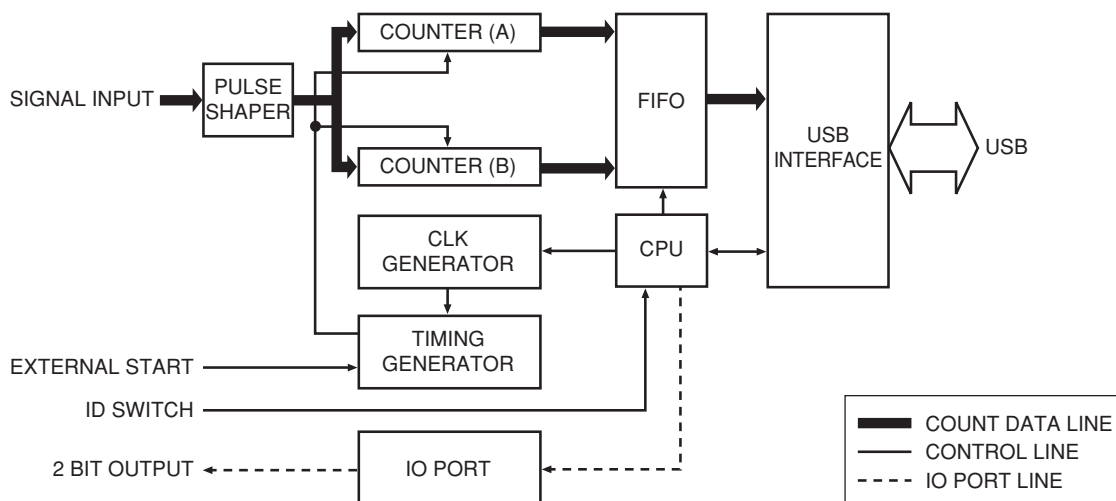 COUNTER (A)
SIGNAL INPUT
PULSE
SHAPER
FIFO
USB
INTERFACE
USB
COUNTER (B)
CLK
GENERATOR
CPU
TIMING
GENERATOR
EXTERNAL START
ID SWITCH
2 BIT OUTPUT
IO PORT
COUNT DATA LINE
CONTROL LINE
IO PORT LINE